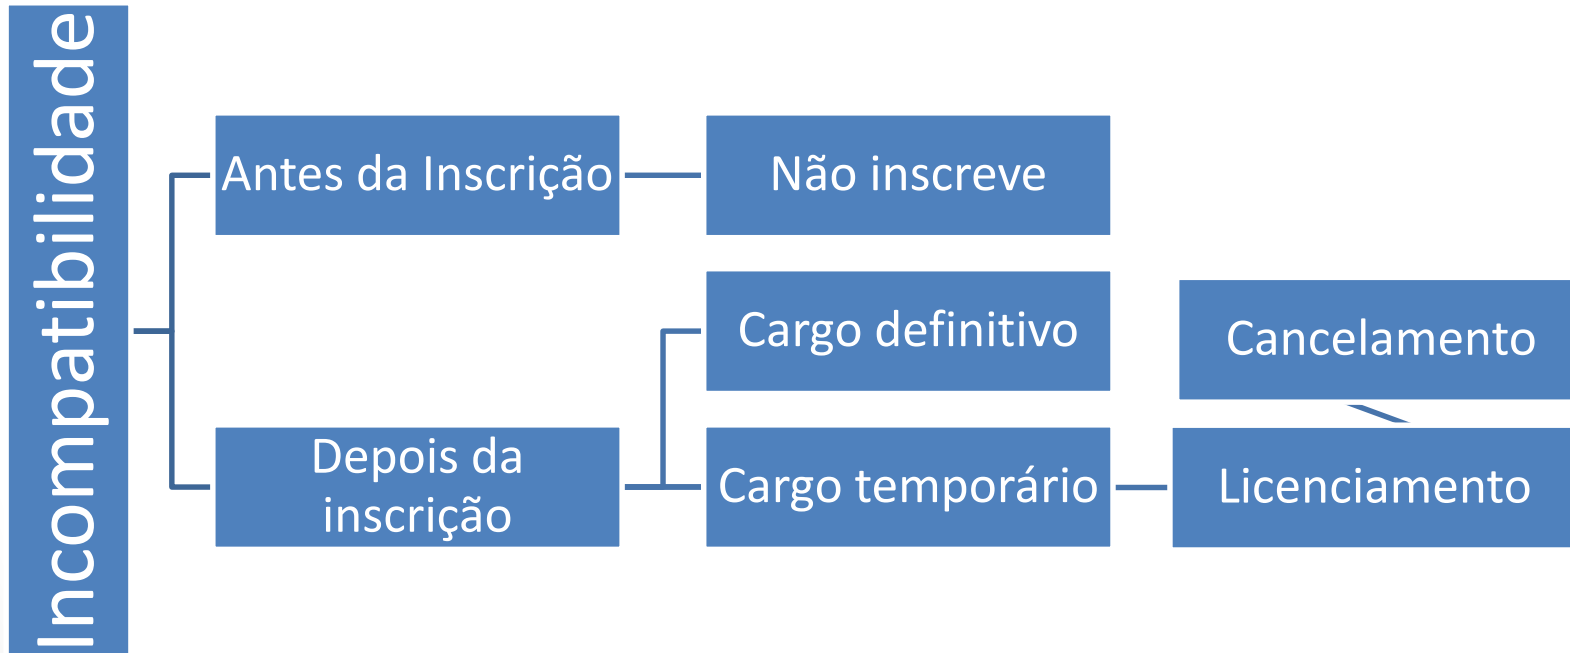 Incompatibilidade
Antes da Inscrição
Não inscreve
Depois da
inscrição
Cargo definitivo
Cancelamento
Cargo temporário
Licenciamento